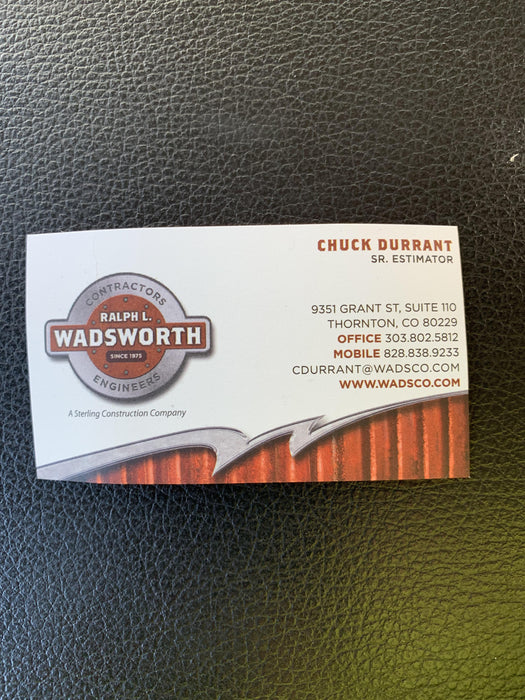 CONTRACTORS
RALPH L.
WADSWORTH
SINCE 1975
ENGINEERS
A Sterling Construction Company
CHUCK DURRANT
SR. ESTIMATOR
9351 GRANT ST, SUITE 110
THORNTON, CO 80229
OFFICE 303.802.5812
MOBILE 828.838.9233
CDURRANT@WADSCO.COM
WWW.WADSCO.COM